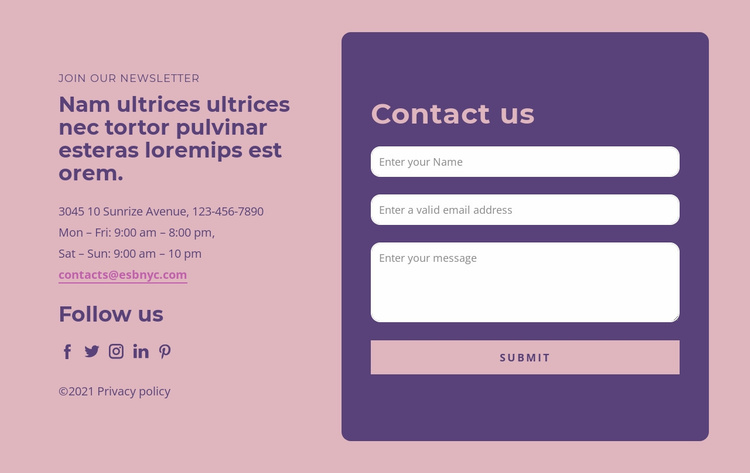 JOIN OUR NEWSLETTER
Nam ultrices ultrices
nec tortor pulvinar
esteras loremips est
orem.
3045 10 Sunrize Avenue, 123-456-7890
Mon – Fri: 9:00 am – 8:00 pm,
Sat – Sun: 9:00 am – 10 pm
contacts@esbnyc.com
Follow us
©2021 Privacy policy
Contact us
Enter your Name
Enter a valid email address
Enter your message
SUBMIT